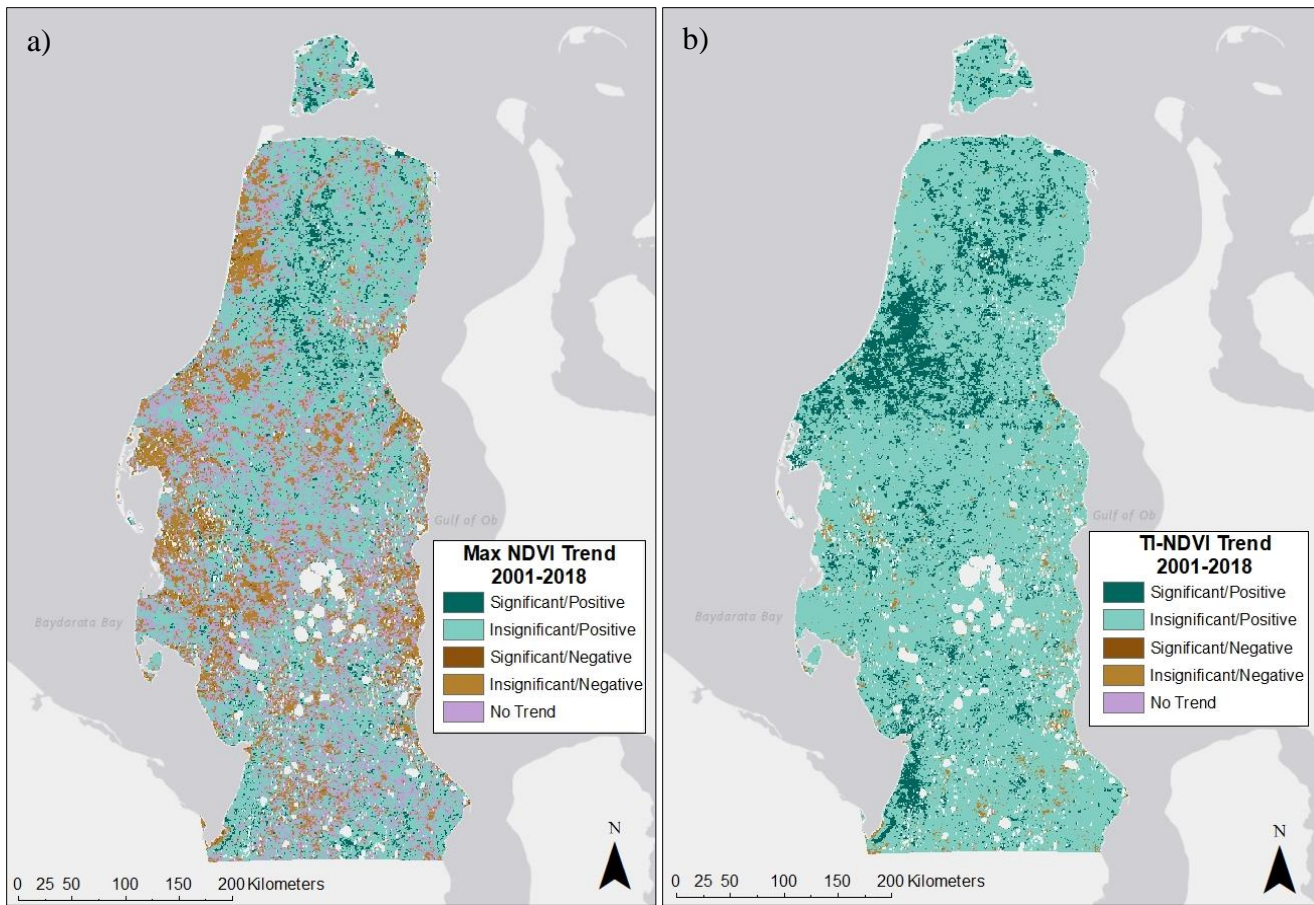 a)
Gulf of Ob
Baydarata Bay
Max NDVI Trend
2001-2018
Significant/Positive
Insignificant/Positive
Significant/Negative
Insignificant/Negative
No Trend
N
0 25 50 100 150 200 Kilometers
b)
Gulf of Ob
Baydarata Bay
TI-NDVI Trend
2001-2018
Significant/Positive
Insignificant/Positive
Significant/Negative
Insignificant/Negative
No Trend
N
0 25 50 100 150 200 Kilometers